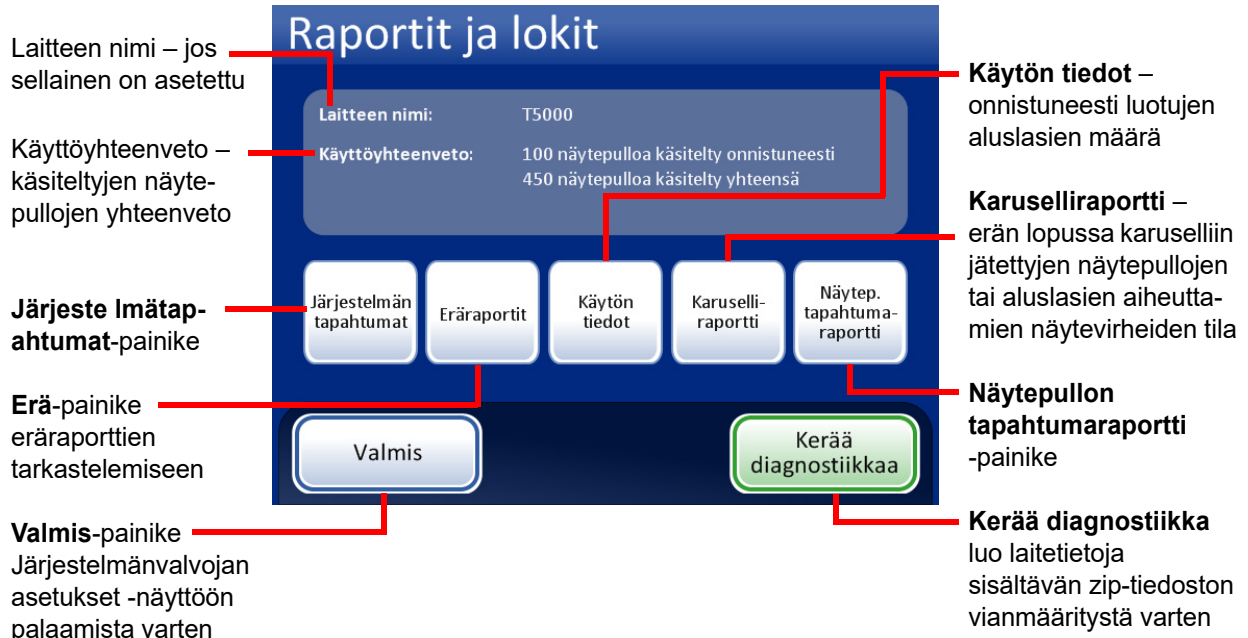 Raportit ja lokit
Laitteen nimi – jos
sellainen on asetettu
Käyttöyhteenveto –
käsiteltyjen näyte-
pullojen yhteenveto
Järjeste lmätap-
ahtumat-painike
Erä-painike
eräraporttien
tarkastelemiseen
Valmis-painike
Järjestelmänvalvojan
asetukset -näyttöön
palaamista varten
Laitteen nimi: T5000
Käyttöyhteenveto: 100 näytepulloa käsitelty onnistuneesti
450 näytepulloa käsitelty yhteensä
Järjestelmän
tapahtumat
Eräraportit
Käytön
tiedot
Karuselli-
raportti
Näytep.
tapahtuma-
raportti
Valmis
Kerää
diagnostiikkaa
Käytön tiedot –
onnistuneesti luotujen
aluslasien määrä
Karuselliraportti –
erän lopussa karuselliin
jätettyjen näytepullojen
tai aluslasien aiheutta-
mien näytevirheiden tila
Näytepullon
tapahtumaraportti
-painike
Kerää diagnostiikka
luo laitetietoja
sisältävän zip-tiedoston
vianmääritystä varten